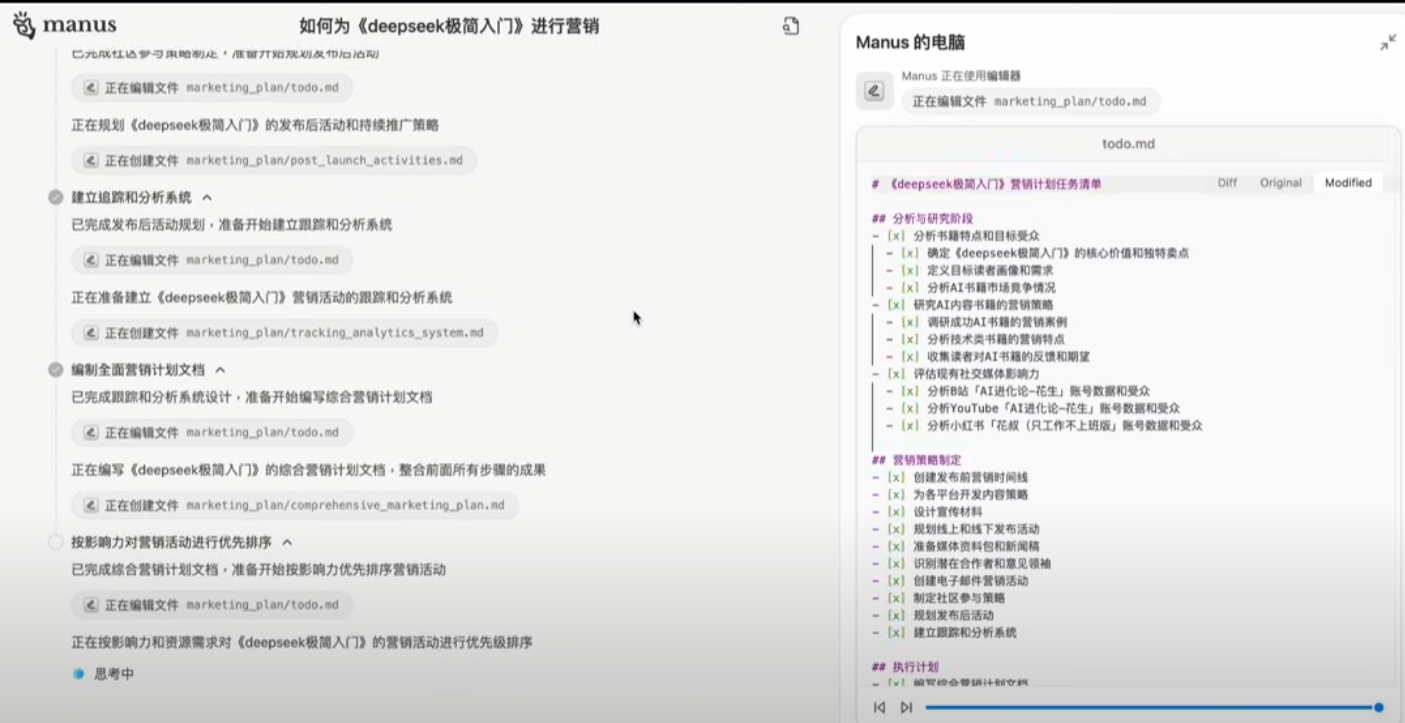 manus
如何为《deepseek极简入门》进行营销
已完成社区参与策略制定，准备开始规划发布后活动
正在编辑文件 marketing_plan/todo.md
正在规划《deepseek极简入门》的发布后活动和持续推广策略
正在创建文件 marketing_plan/post_launch_activities.md
建立追踪和分析系统
已完成发布后活动规划，准备开始建立跟踪和分析系统
正在编辑文件 marketing_plan/todo.md
正在准备建立《deepseek极简入门》营销活动的跟踪和分析系统
正在创建文件 marketing_plan/tracking_analytics_system.md
编制全面营销计划文档
已完成跟踪和分析系统设计，准备开始编写综合营销计划文档
正在编辑文件 marketing_plan/todo.md
正在编写《deepseek极简入门》的综合营销计划文档，整合前面所有步骤的成果
正在创建文件 marketing_plan/comprehensive_marketing_plan.md
按影响力对营销活动进行优先排序
已完成综合营销计划文档，准备开始按影响力优先排序营销活动
正在编辑文件 marketing_plan/todo.md
正在按影响力和资源需求对《deepseek极简入门》的营销活动进行优先级排序
思考中
Manus 的电脑
Manus 正在使用编辑器
正在编辑文件 marketing_plan/todo.md
todo.md
# 《deepseek极简入门》营销计划任务清单
Diff Original Modified
## 分析与研究阶段
- [x] 分析书籍特点和目标受众
- [x] 确定《deepseek极简入门》的核心价值和独特卖点
- [x] 定义目标读者画像和需求
- [x] 分析AI书籍市场竞争情况
- [x] 研究AI内容书籍的营销策略
- [x] 调研成功AI书籍的营销案例
- [x] 分析技术类书籍的营销特点
- [x] 收集读者对AI书籍的反馈和期望
- [x] 评估现有社交媒体影响力
- [x] 分析B站「AI进化论-花生」账号数据和受众
- [x] 分析YouTube「AI进化论-花生」账号数据和受众
- [x] 分析小红书「花叔（只工作不上班版」账号数据和受众
## 营销策略制定
- [x] 创建发布前营销时间线
- [x] 为各平台开发内容策略
- [x] 设计宣传材料
- [x] 规划线上和线下发布活动
- [x] 准备媒体资料包和新闻稿
- [x] 识别潜在合作者和意见领袖
- [x] 创建电子邮件营销活动
- [x] 制定社区参与策略
- [x] 规划发布后活动
- [x] 建立跟踪和分析系统
## 执行计划
- [x] 编写综合营销计划文档